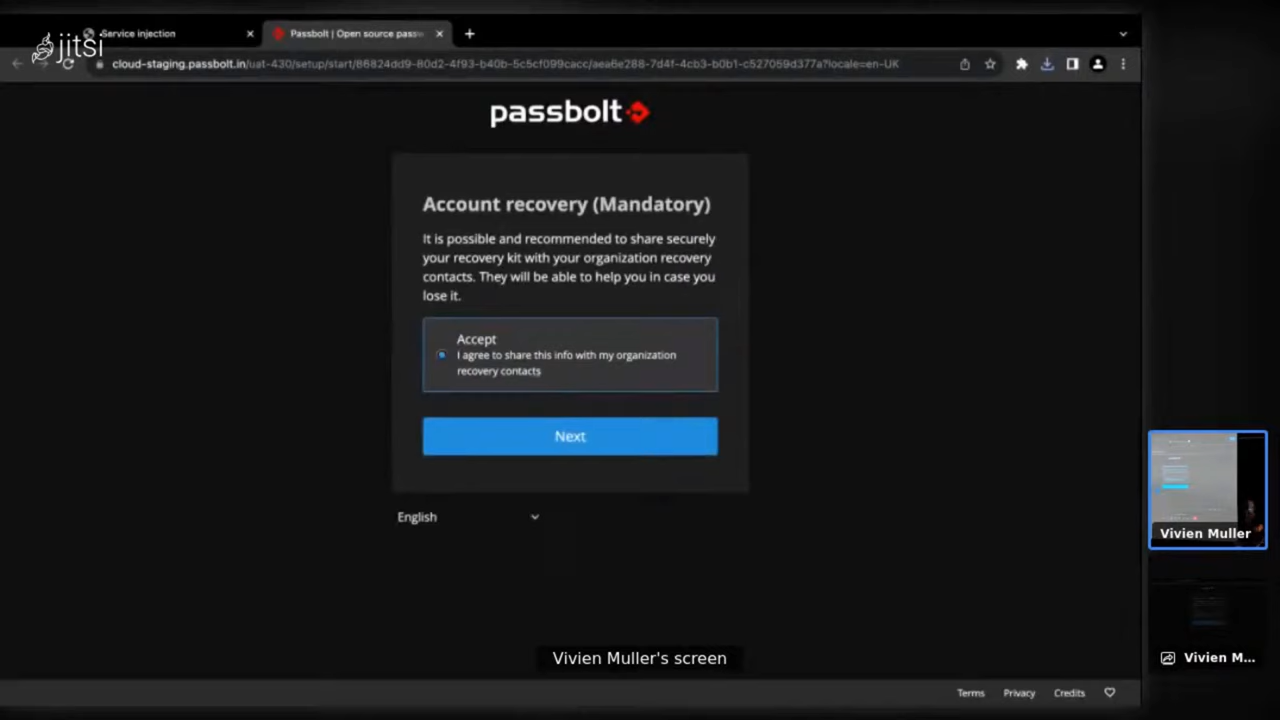 jitsi
Service injection
Passbolt | Open source passw
cloud-staging.passbolt.in/uat-430/setup/start/86824dd9-80d2-4f93-b40b-5c5cf099cacc/aea6e288-7d4f-4cb3-b0b1-c527059d377a?locale=en-UK
passbolt
Account recovery (Mandatory)
It is possible and recommended to share securely
your recovery kit with your organization recovery
contacts. They will be able to help you in case you
lose it.
Accept
I agree to share this info with my organization
recovery contacts
Next
English
Vivien Muller
Vivien Muller's screen
Vivien M...
Terms
Privacy
Credits